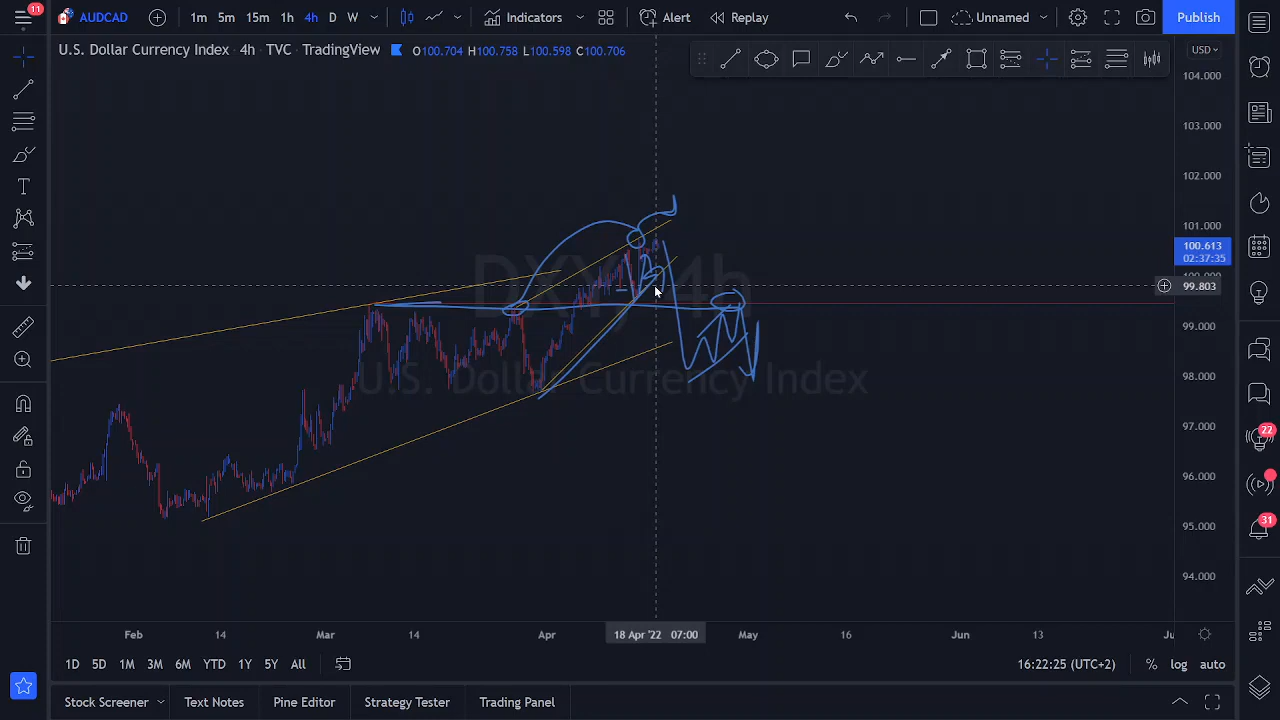 11
AUDCAD
1m 5m 15m 1h 4h D W
Indicators
Alert
Replay
Unnamed
Publish
U.S. Dollar Currency Index · 4h · TVC · TradingView
O100.704 H100.758 L100.598 C100.706
USD
104.000
103.000
102.000
101.000
100.613
02:37:35
100.000
99.803
99.000
98.000
97.000
96.000
95.000
94.000
DXY, 4h
U.S. Dollar Currency Index
22
31
Feb 14 Mar 14 Apr 18 Apr '22 07:00 May 16 Jun 13 Ju
1D 5D 1M 3M 6M YTD 1Y 5Y All
16:22:25 (UTC+2) % log auto
Stock Screener Text Notes Pine Editor Strategy Tester Trading Panel